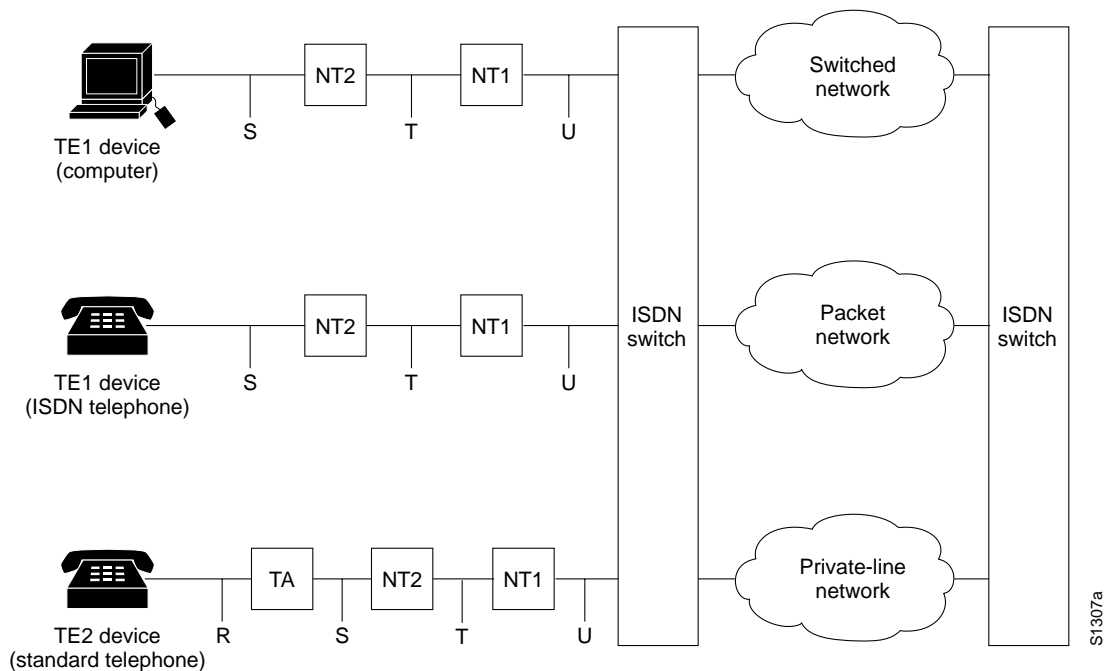 NT2
NT1
S
T
U
TE1 device
(computer)
Switched
network
NT2
NT1
S
T
U
TE1 device
(ISDN telephone)
ISDN
switch
Packet
network
ISDN
switch
TA
NT2
NT1
R
S
T
U
TE2 device
(standard telephone)
Private-line
network
S1307a